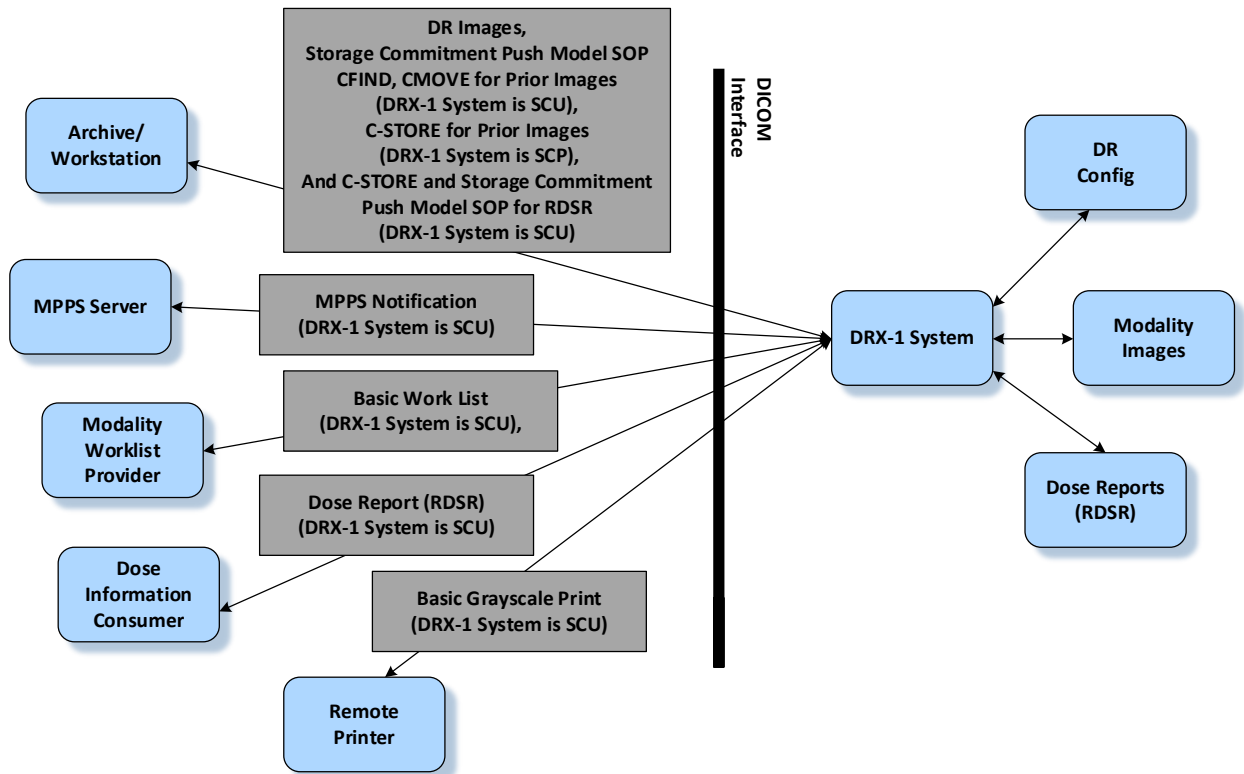 DR Images,
Storage Commitment Push Model SOP
CFIND, CMOVE for Prior Images
(DRX-1 System is SCU),
C-STORE for Prior Images
(DRX-1 System is SCP),
And C-STORE and Storage Commitment
Push Model SOP for RDSR
(DRX-1 System is SCU)
Archive/
Workstation
DICOM
Interface
DR
Config
MPPS Server
MPPS Notification
(DRX-1 System is SCU)
DRX-1 System
Modality
Images
Basic Work List
(DRX-1 System is SCU),
Modality
Worklist
Provider
Dose Report (RDSR)
(DRX-1 System is SCU)
Dose Reports
(RDSR)
Dose
Information
Consumer
Basic Grayscale Print
(DRX-1 System is SCU)
Remote
Printer